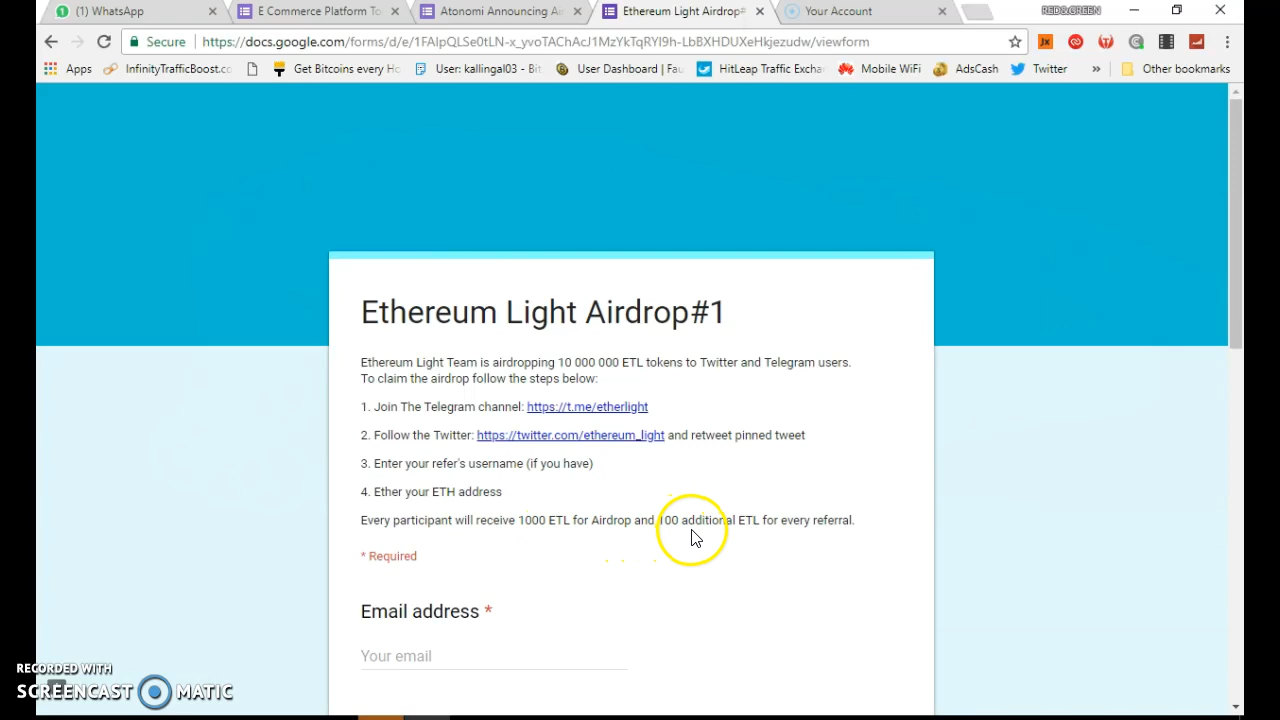 (1) WhatsApp
E Commerce Platform To
Atonomi Announcing Ai
Ethereum Light Airdrop#
Your Account
RED&GREEN
Secure
https://docs.google.com/forms/d/e/1FAIpQLSe0tLN-x_yvoTAChAcJ1MzYkTqRYI9h-LbBXHDUXeHkjezudw/viewform
Apps
InfinityTrafficBoost.co
Get Bitcoins every Ho
User: kallingal03 - Bit
User Dashboard | Fau
HitLeap Traffic Exchan
Mobile WiFi
AdsCash
Twitter
»
Other bookmarks
Ethereum Light Airdrop#1
Ethereum Light Team is airdropping 10 000 000 ETL tokens to Twitter and Telegram users.
To claim the airdrop follow the steps below:
1. Join The Telegram channel: https://t.me/etherlight
2. Follow the Twitter: https://twitter.com/ethereum_light and retweet pinned tweet
3. Enter your refer's username (if you have)
4. Ether your ETH address
Every participant will receive 1000 ETL for Airdrop and 100 additional ETL for every referral.
* Required
Email address *
Your email
RECORDED WITH
SCREENCAST MATIC